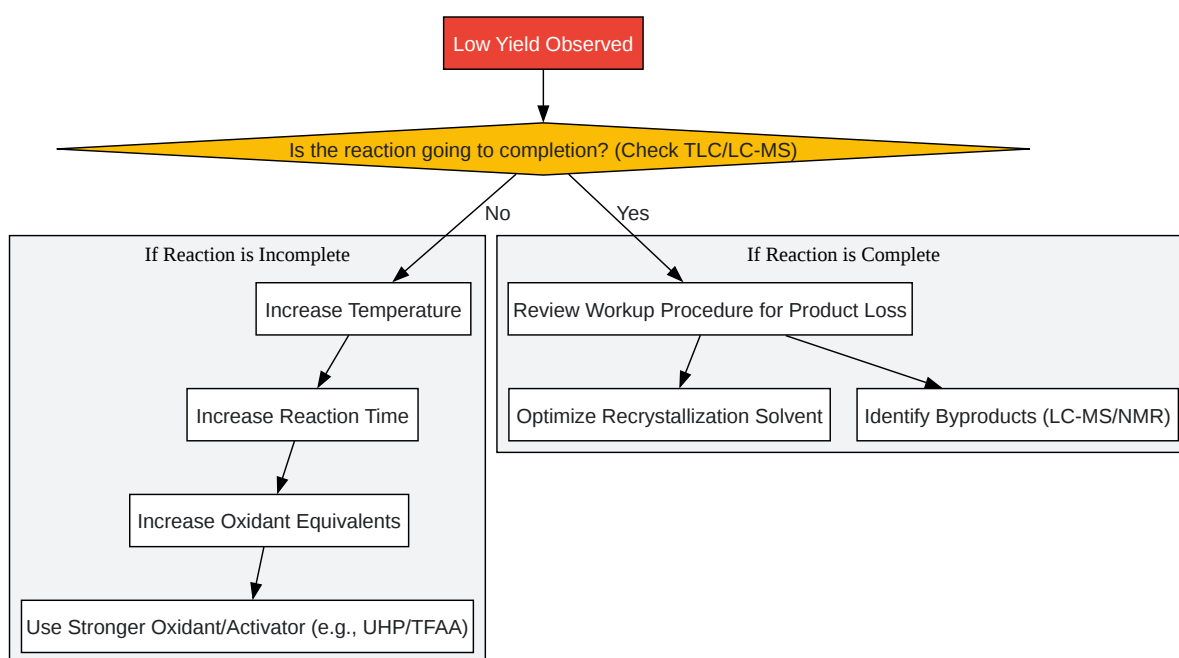 Low Yield Observed
Is the reaction going to completion? (Check TLC/LC-MS)
No
Yes
If Reaction is Incomplete
Increase Temperature
Increase Reaction Time
Increase Oxidant Equivalents
Use Stronger Oxidant/Activator (e.g., UHP/TFAA)
If Reaction is Complete
Review Workup Procedure for Product Loss
Optimize Recrystallization Solvent
Identify Byproducts (LC-MS/NMR)